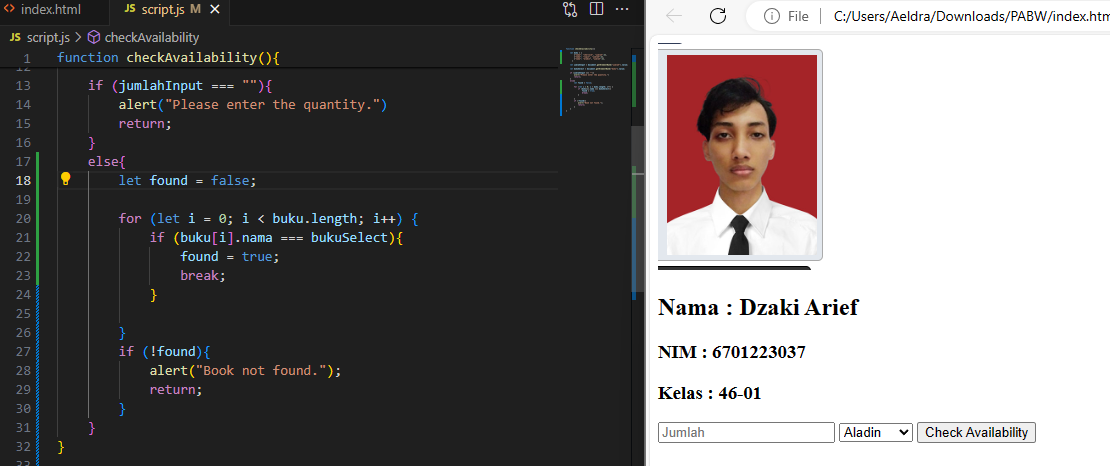 index.html
JS script.js M
JS script.js > checkAvailability
1 function checkAvailability(){
12
13 if (jumlahInput === ""){
14 alert("Please enter the quantity.")
15 return;
16 }
17 else{
18 let found = false;
19
20 for (let i = 0; i < buku.length; i++) {
21 if (buku[i].nama === bukuSelect){
22 found = true;
23 break;
24 }
25
26 }
27 if (!found){
28 alert("Book not found.");
29 return;
30 }
31 }
32 }
33
File C:/Users/Aeldra/Downloads/PABW/index.htm
Nama : Dzaki Arief
NIM : 6701223037
Kelas : 46-01
Jumlah Aladin Check Availability